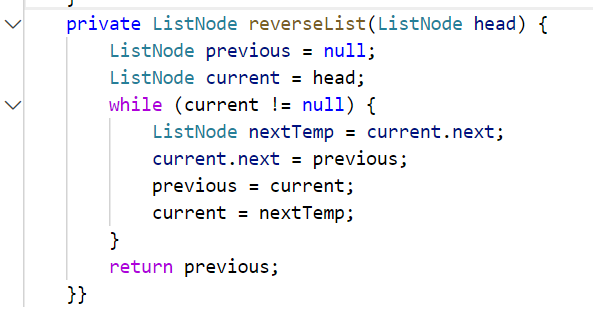 }
private ListNode reverseList(ListNode head) {
ListNode previous = null;
ListNode current = head;
while (current != null) {
ListNode nextTemp = current.next;
current.next = previous;
previous = current;
current = nextTemp;
}
return previous;
}}